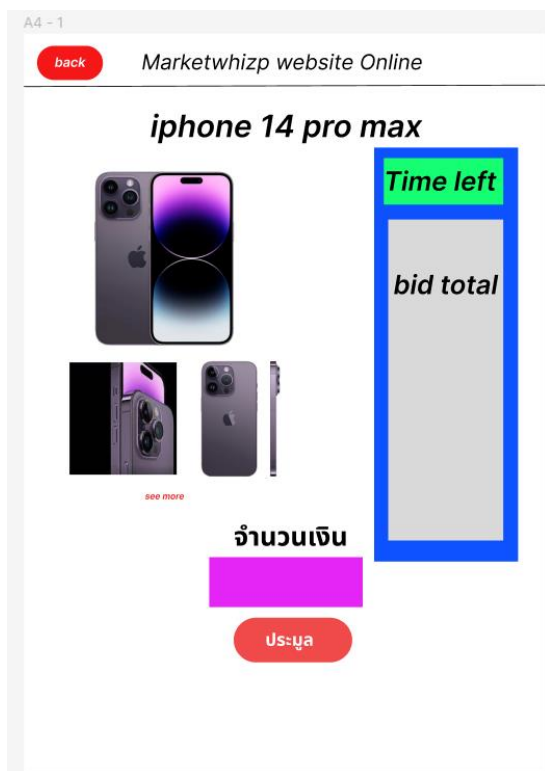 A4 - 1
back
Marketwhizp website Online
iphone 14 pro max
Time left
bid total
see more
จำนวนเงิน
ประมูล